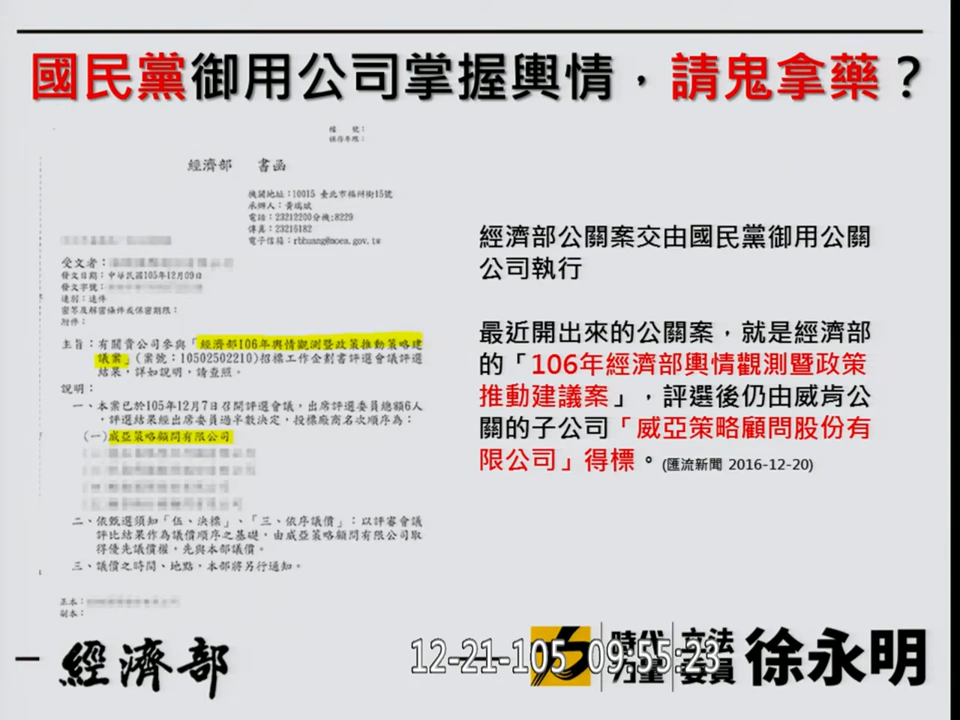 國民黨御用公司掌握輿情，請鬼拿藥？
檔　號：
保存年限：
經濟部　書函
機關地址：10015 臺北市福州街15號
承辦人：黃瑞斌
電話：23212200分機:8229
傳真：23216182
電子信箱：rbhuang@moea.gov.tw
受文者：
發文日期：中華民國105年12月09日
發文字號：
速別：速件
密等及解密條件或保密期限：
附件：
主旨：有關貴公司參與「經濟部106年輿情觀測暨政策推動策略建
議案」（案號：10502502210）招標工作企劃書評選會議評選
結果，詳如說明，請查照。
說明：
一、本案已於105年12月7日召開評選會議，出席評選委員總額6人
，評選結果經出席委員過半數決定，投標廠商名次順序為：
(一)威亞策略顧問有限公司
二、依甄選須知「伍、決標」、「三、依序議價」：以評審會議
評比結果作為議價順序之基礎，由威亞策略顧問有限公司取
得優先議價權，先與本部議價。
三、議價之時間、地點，本部將另行通知。
正本：
副本：
經濟部公關案交由國民黨御用公關
公司執行
最近開出來的公關案，就是經濟部
的「106年經濟部輿情觀測暨政策
推動建議案」，評選後仍由威肯公
關的子公司「威亞策略顧問股份有
限公司」得標。(匯流新聞 2016-12-20)
經濟部
12-21-105 09:55:23
時代
力量
立法
委員
徐永明